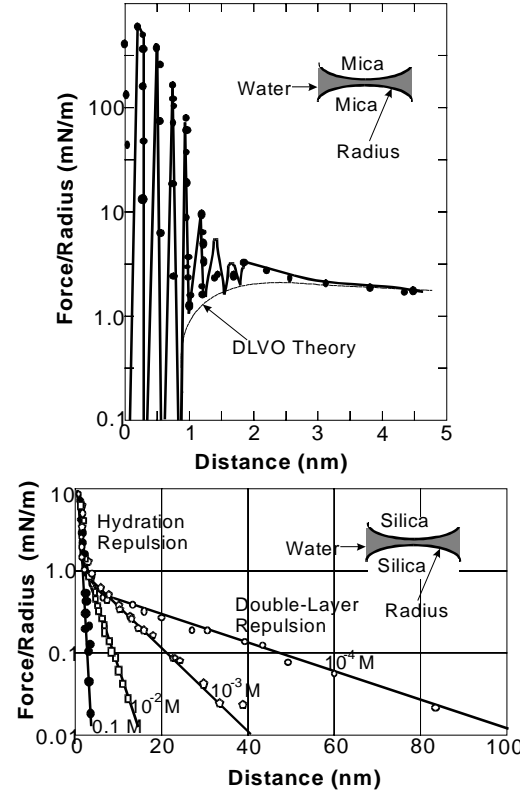 Force/Radius (mN/m)
100
10
1.0
0.1
Mica
Water
Mica
Radius
DLVO Theory
0 1 2 3 4 5
Distance (nm)
Force/Radius (mN/m)
10
1.0
0.1
0.01
Hydration
Repulsion
Silica
Water
Silica
Radius
Double-Layer
Repulsion
10-4 M
10-3 M
10-2 M
0.1 M
0 20 40 60 80 100
Distance (nm)